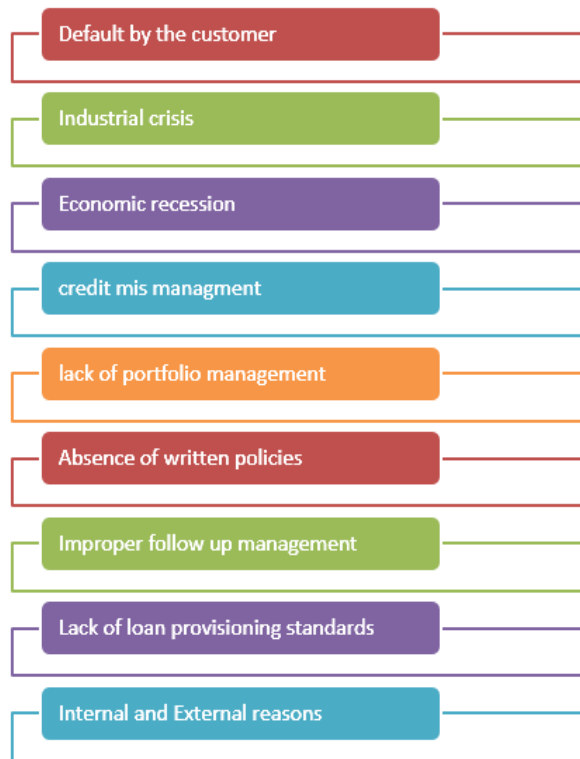 Default by the customer
Industrial crisis
Economic recession
credit mis managment
lack of portfolio management
Absence of written policies
Improper follow up management
Lack of loan provisioning standards
Internal and External reasons